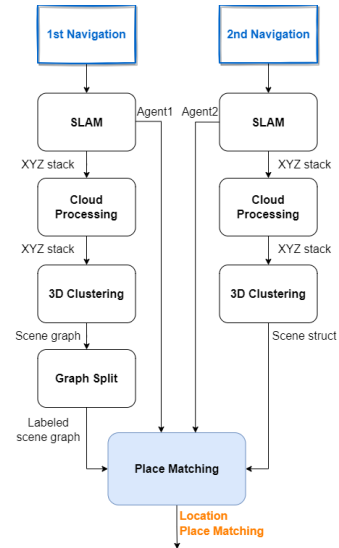 1st Navigation
2nd Navigation
SLAM
Agent1
Agent2
SLAM
XYZ stack
XYZ stack
Cloud
Processing
Cloud
Processing
XYZ stack
XYZ stack
3D Clustering
3D Clustering
Scene graph
Scene struct
Graph Split
Labeled
scene graph
Place Matching
Location
Place Matching